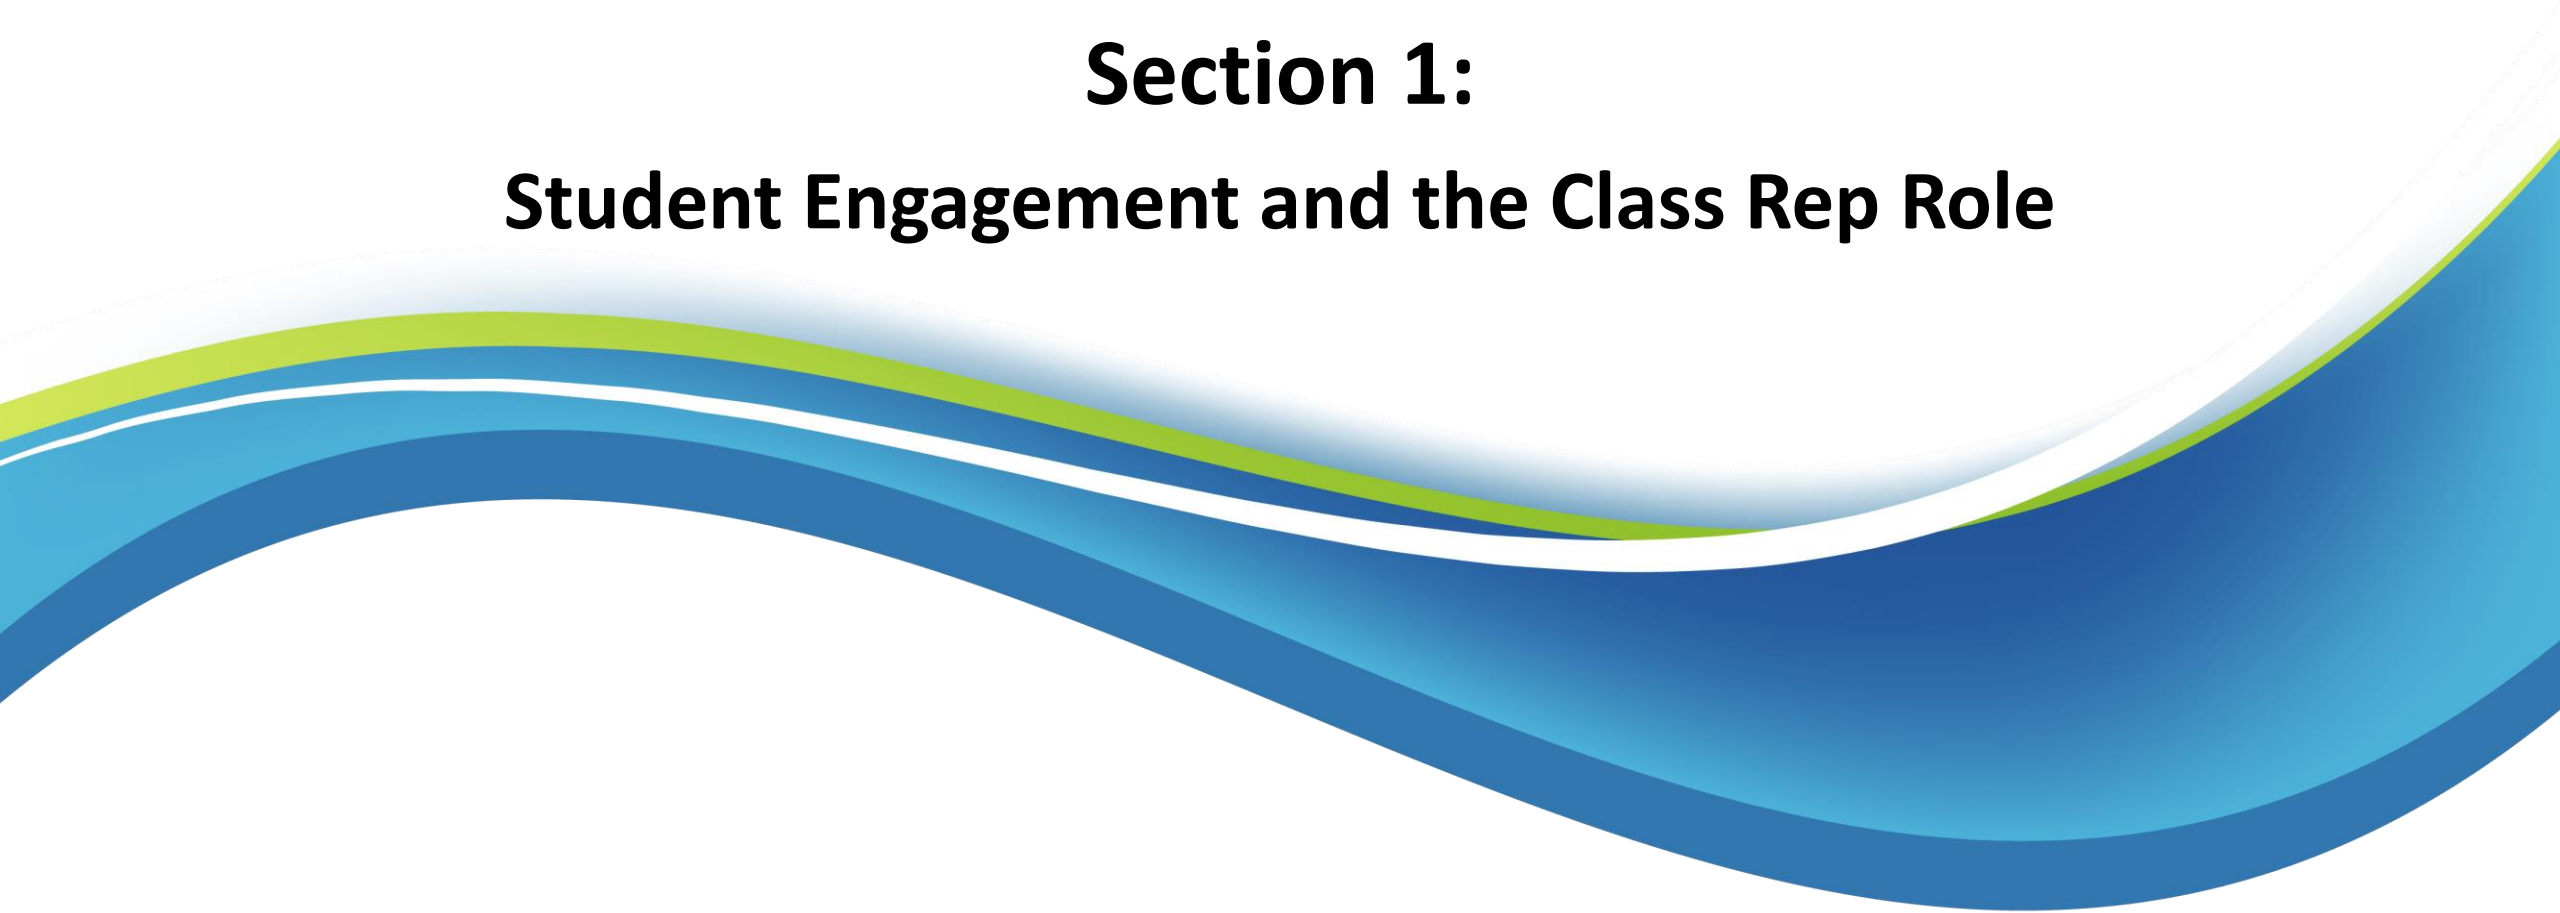 Section 1:
Student Engagement and the Class Rep Role